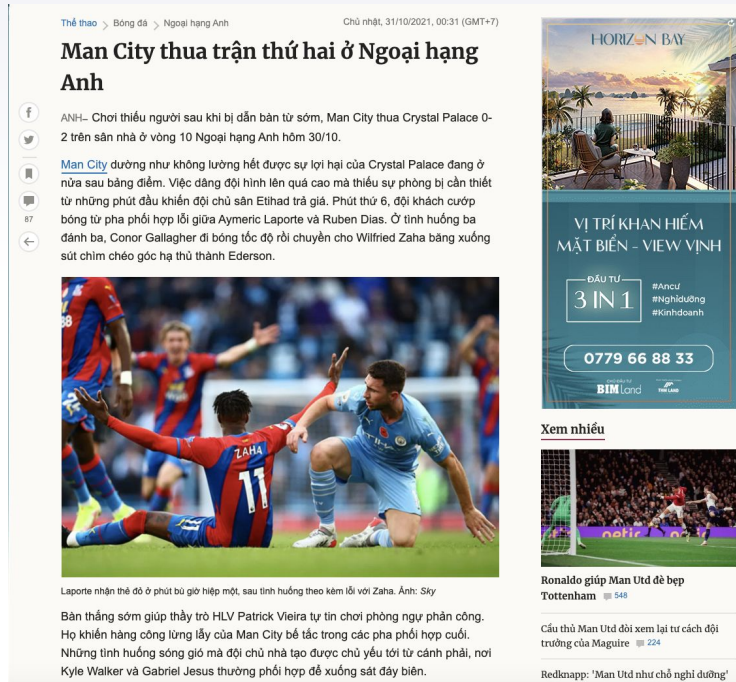 Thể thao > Bóng đá > Ngoại hạng Anh
Chủ nhật, 31/10/2021, 00:31 (GMT+7)
Man City thua trận thứ hai ở Ngoại hạng
Anh
ANH– Chơi thiếu người sau khi bị dẫn bàn từ sớm, Man City thua Crystal Palace 0-
2 trên sân nhà ở vòng 10 Ngoại hạng Anh hôm 30/10.
87
Man City dường như không lường hết được sự lợi hại của Crystal Palace đang ở
nửa sau bảng điểm. Việc dâng đội hình lên quá cao mà thiếu sự phòng bị cần thiết
từ những phút đầu khiến đội chủ sân Etihad trả giá. Phút thứ 6, đội khách cướp
bóng từ pha phối hợp lỗi giữa Aymeric Laporte và Ruben Dias. Ở tình huống ba
đánh ba, Conor Gallagher đi bóng tốc độ rồi chuyền cho Wilfried Zaha băng xuống
sút chìm chéo góc hạ thủ thành Ederson.
88
ZAHA
11
ETIHAD
Laporte nhận thẻ đỏ ở phút bù giờ hiệp một, sau tình huống theo kèm lỗi với Zaha. Ảnh: Sky
Bàn thắng sớm giúp thầy trò HLV Patrick Vieira tự tin chơi phòng ngự phản công.
Họ khiến hàng công lừng lẫy của Man City bế tắc trong các pha phối hợp cuối.
Những tình huống sóng gió mà đội chủ nhà tạo được chủ yếu tới từ cánh phải, nơi
Kyle Walker và Gabriel Jesus thường phối hợp để xuống sát đáy biên.
HORIZON BAY
VỊ TRÍ KHAN HIẾM
MẶT BIỂN - VIEW VỊNH
ĐẦU TƯ
3 IN 1
#Ancư
#Nghỉdưỡng
#Kinhdoanh
0779 66 88 33
CHỦ ĐẦU TƯ
BIM Land
Xem nhiều
Ronaldo giúp Man Utd đè bẹp
Tottenham 548
Cầu thủ Man Utd đòi xem lại tư cách đội
trưởng của Maguire 224
Redknapp: 'Man Utd như chỗ nghỉ dưỡng'